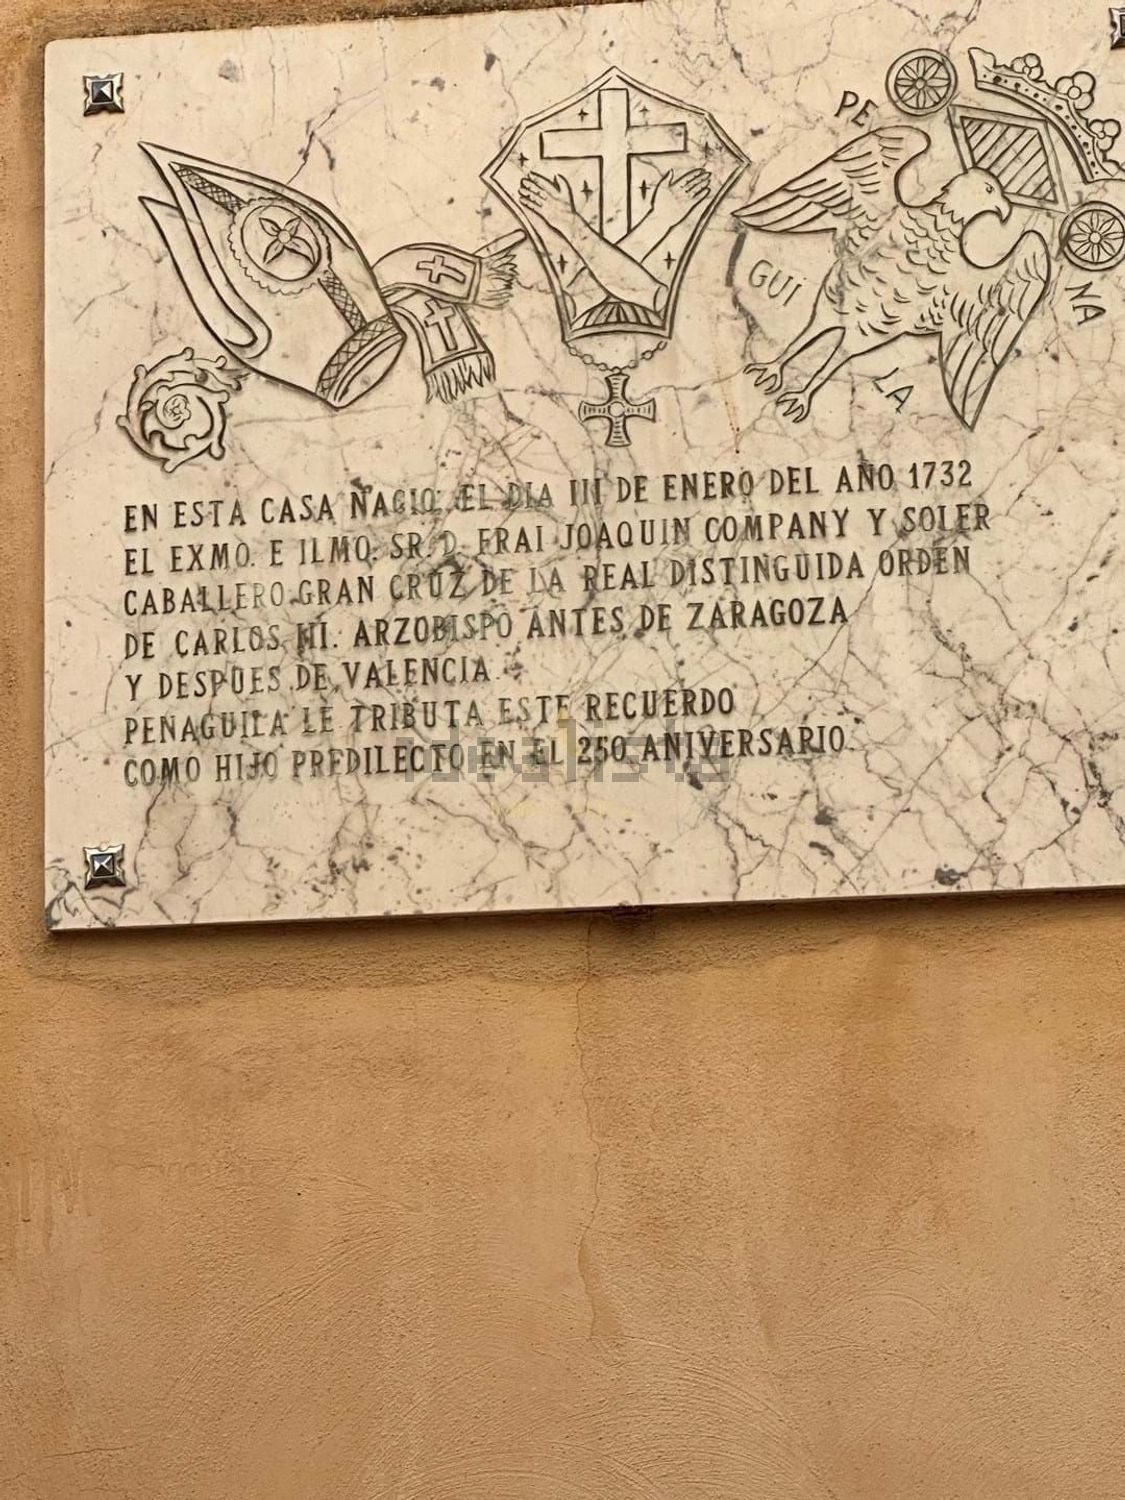 PE
GUI
LA
NA
EN ESTA CASA NACIO EL DIA III DE ENERO DEL AÑO 1732
EL EXMO. E ILMO. SR. D. FRAI JOAQUIN COMPANY Y SOLER
CABALLERO GRAN CRUZ DE LA REAL DISTINGUIDA ORDEN
DE CARLOS III. ARZOBISPO ANTES DE ZARAGOZA
Y DESPUES DE VALENCIA
PENAGUILA LE TRIBUTA ESTE RECUERDO
COMO HIJO PREDILECTO EN EL 250 ANIVERSARIO.
idealista